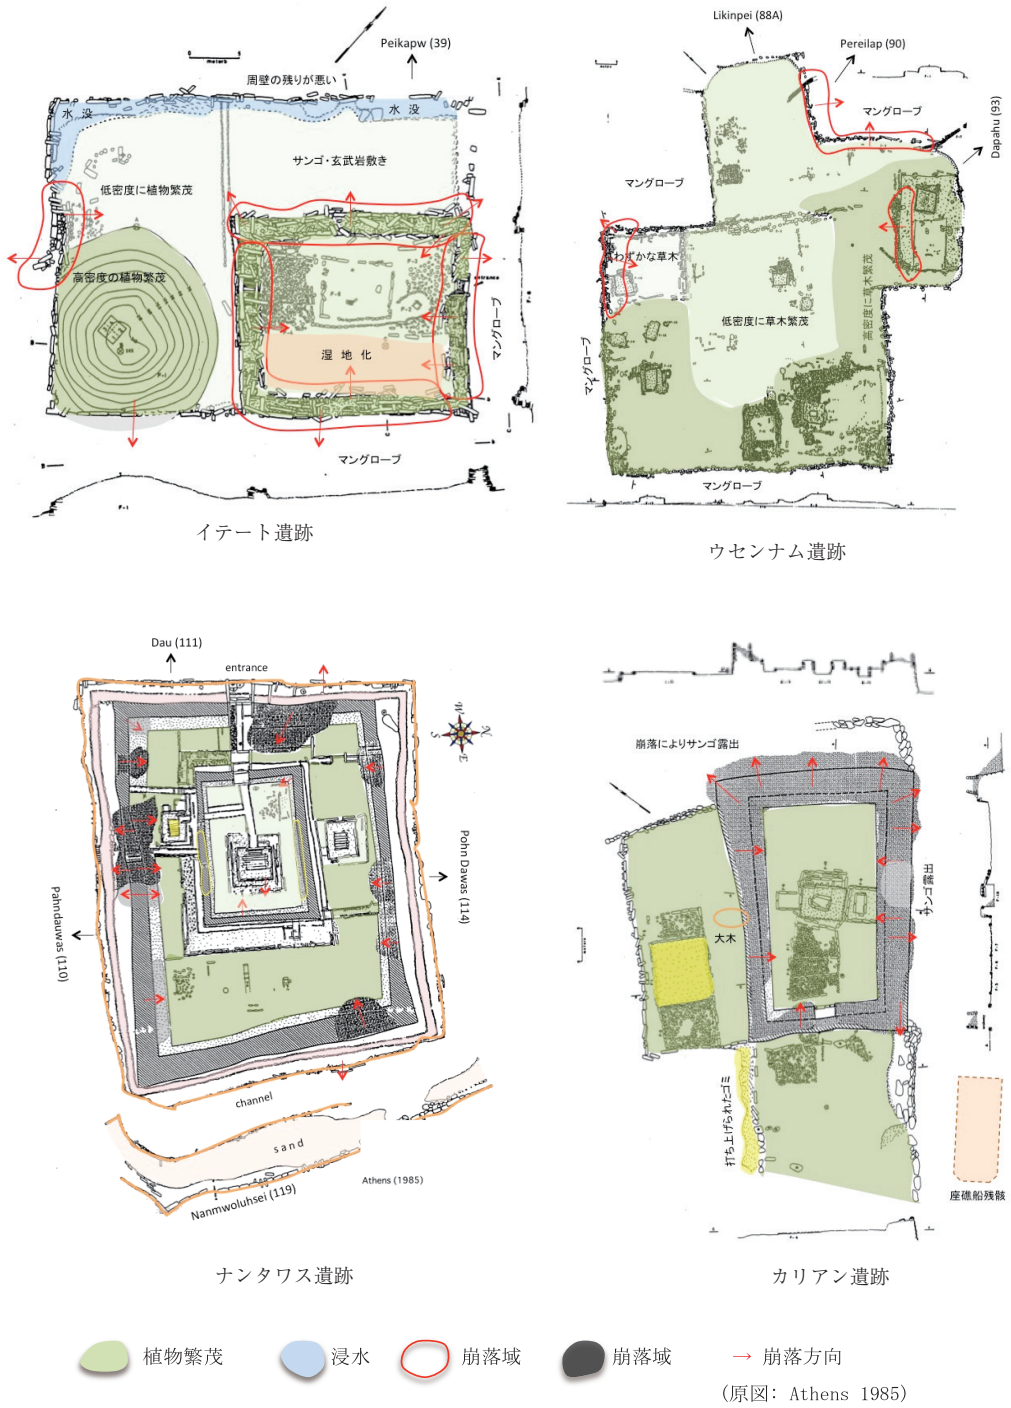 Peikapw (39)
meters
周壁の残りが悪い
水 没
水 没
サンゴ・玄武岩敷き
低密度に植物繁茂
高密度の植物繁茂
entrance
湿 地 化
マングローブ
マングローブ
イテート遺跡
Likinpei (88A)
Pereilap (90)
Dapahu (93)
マングローブ
マングローブ
わずかな草木
低密度に草木繁茂
高密度に草木繁茂
マングローブ
マングローブ
ウセンナム遺跡
Dau (111)
entrance
W
N
S
E
Pohn Dawas (114)
Pahndauwas (110)
channel
sand
Athens (1985)
Nanmwoluhsei (119)
ナンタワス遺跡
崩落によりサンゴ露出
サンゴ露出
大木
打ち上げられたゴミ
座礁船残骸
カリアン遺跡
植物繁茂
浸水
崩落域
崩落域
→ 崩落方向
(原図: Athens 1985)